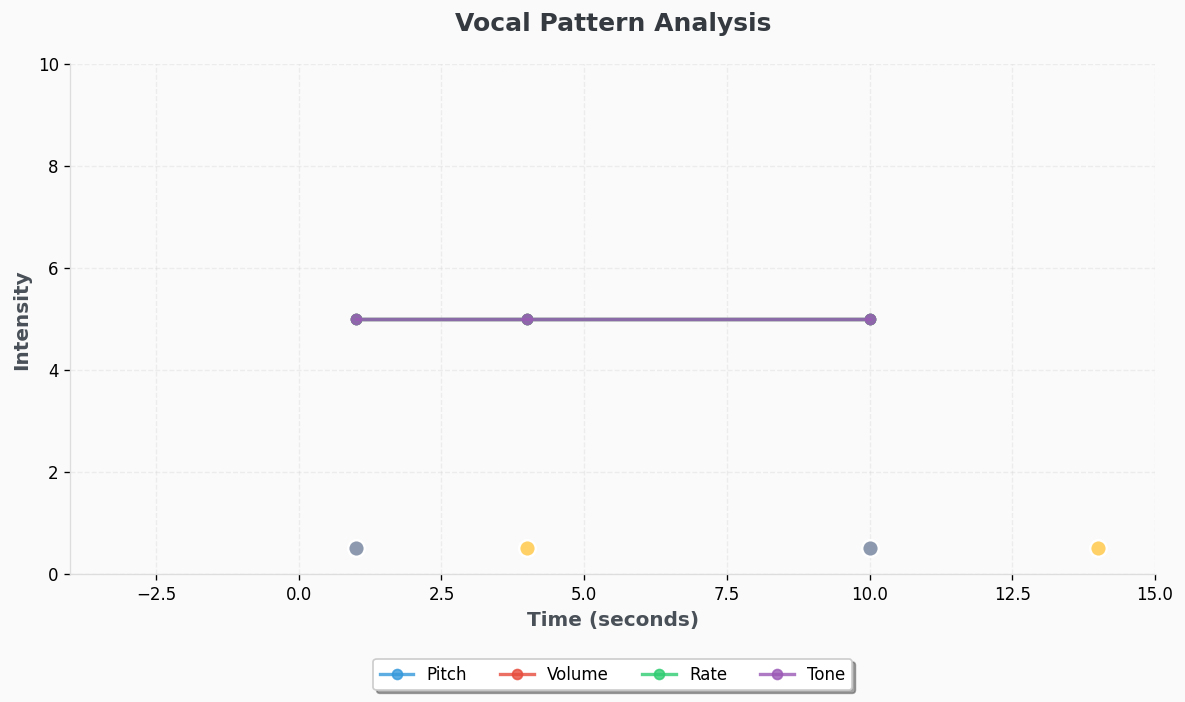 Vocal Pattern Analysis
10
8
6
4
2
0
Intensity
−2.5 0.0 2.5 5.0 7.5 10.0 12.5 15.0
Time (seconds)
Pitch Volume Rate Tone